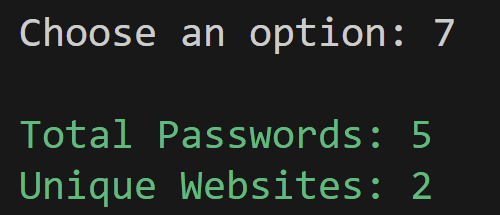 Choose an option: 7
Total Passwords: 5
Unique Websites: 2